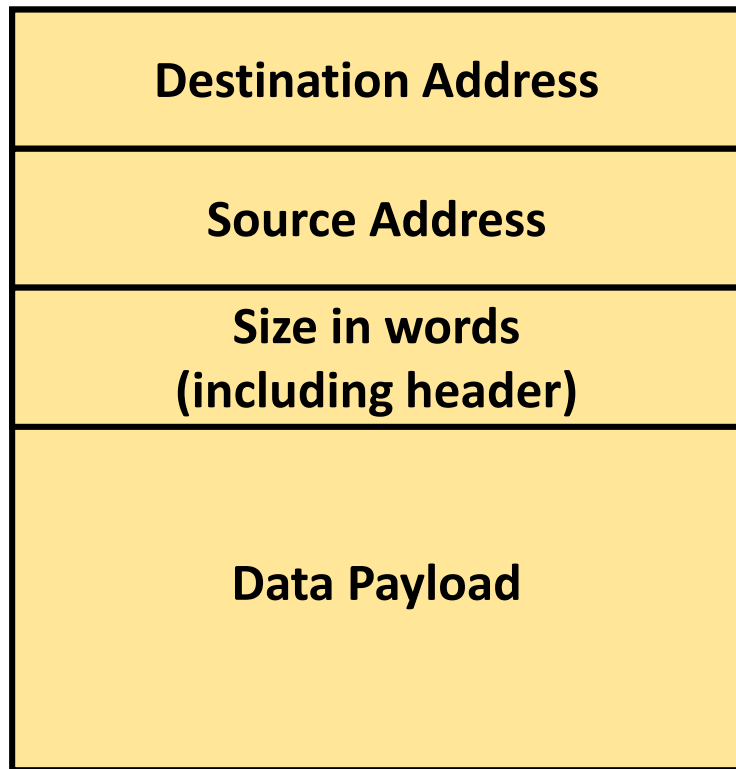 Destination Address
Source Address
Size in words
(including header)
Data Payload